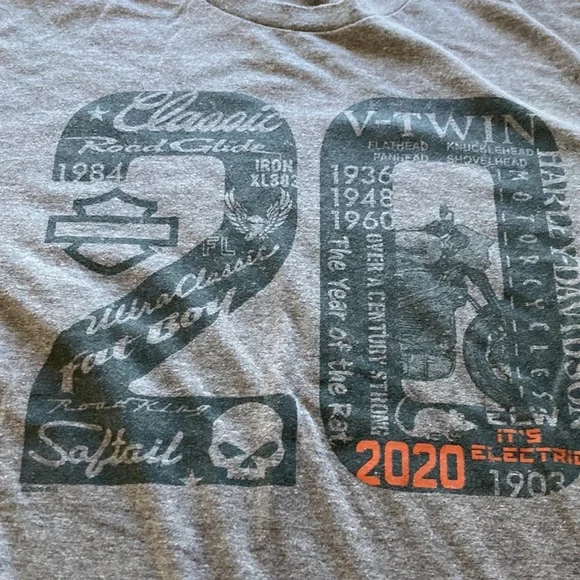 20
Classic
Road Glide
1984
IRON
XL883
FL
Ultra Classic
Fat Boy
Road King
Softail
V-TWIN
FLATHEAD KNUCKLEHEAD
PANHEAD SHOVELHEAD
1936
1948
1960
The Year of the Rat
OVER A CENTURY STRONG
MOTORCYCLES
HARLEY-DAVIDSON
2020
IT'S
ELECTRIC
1903